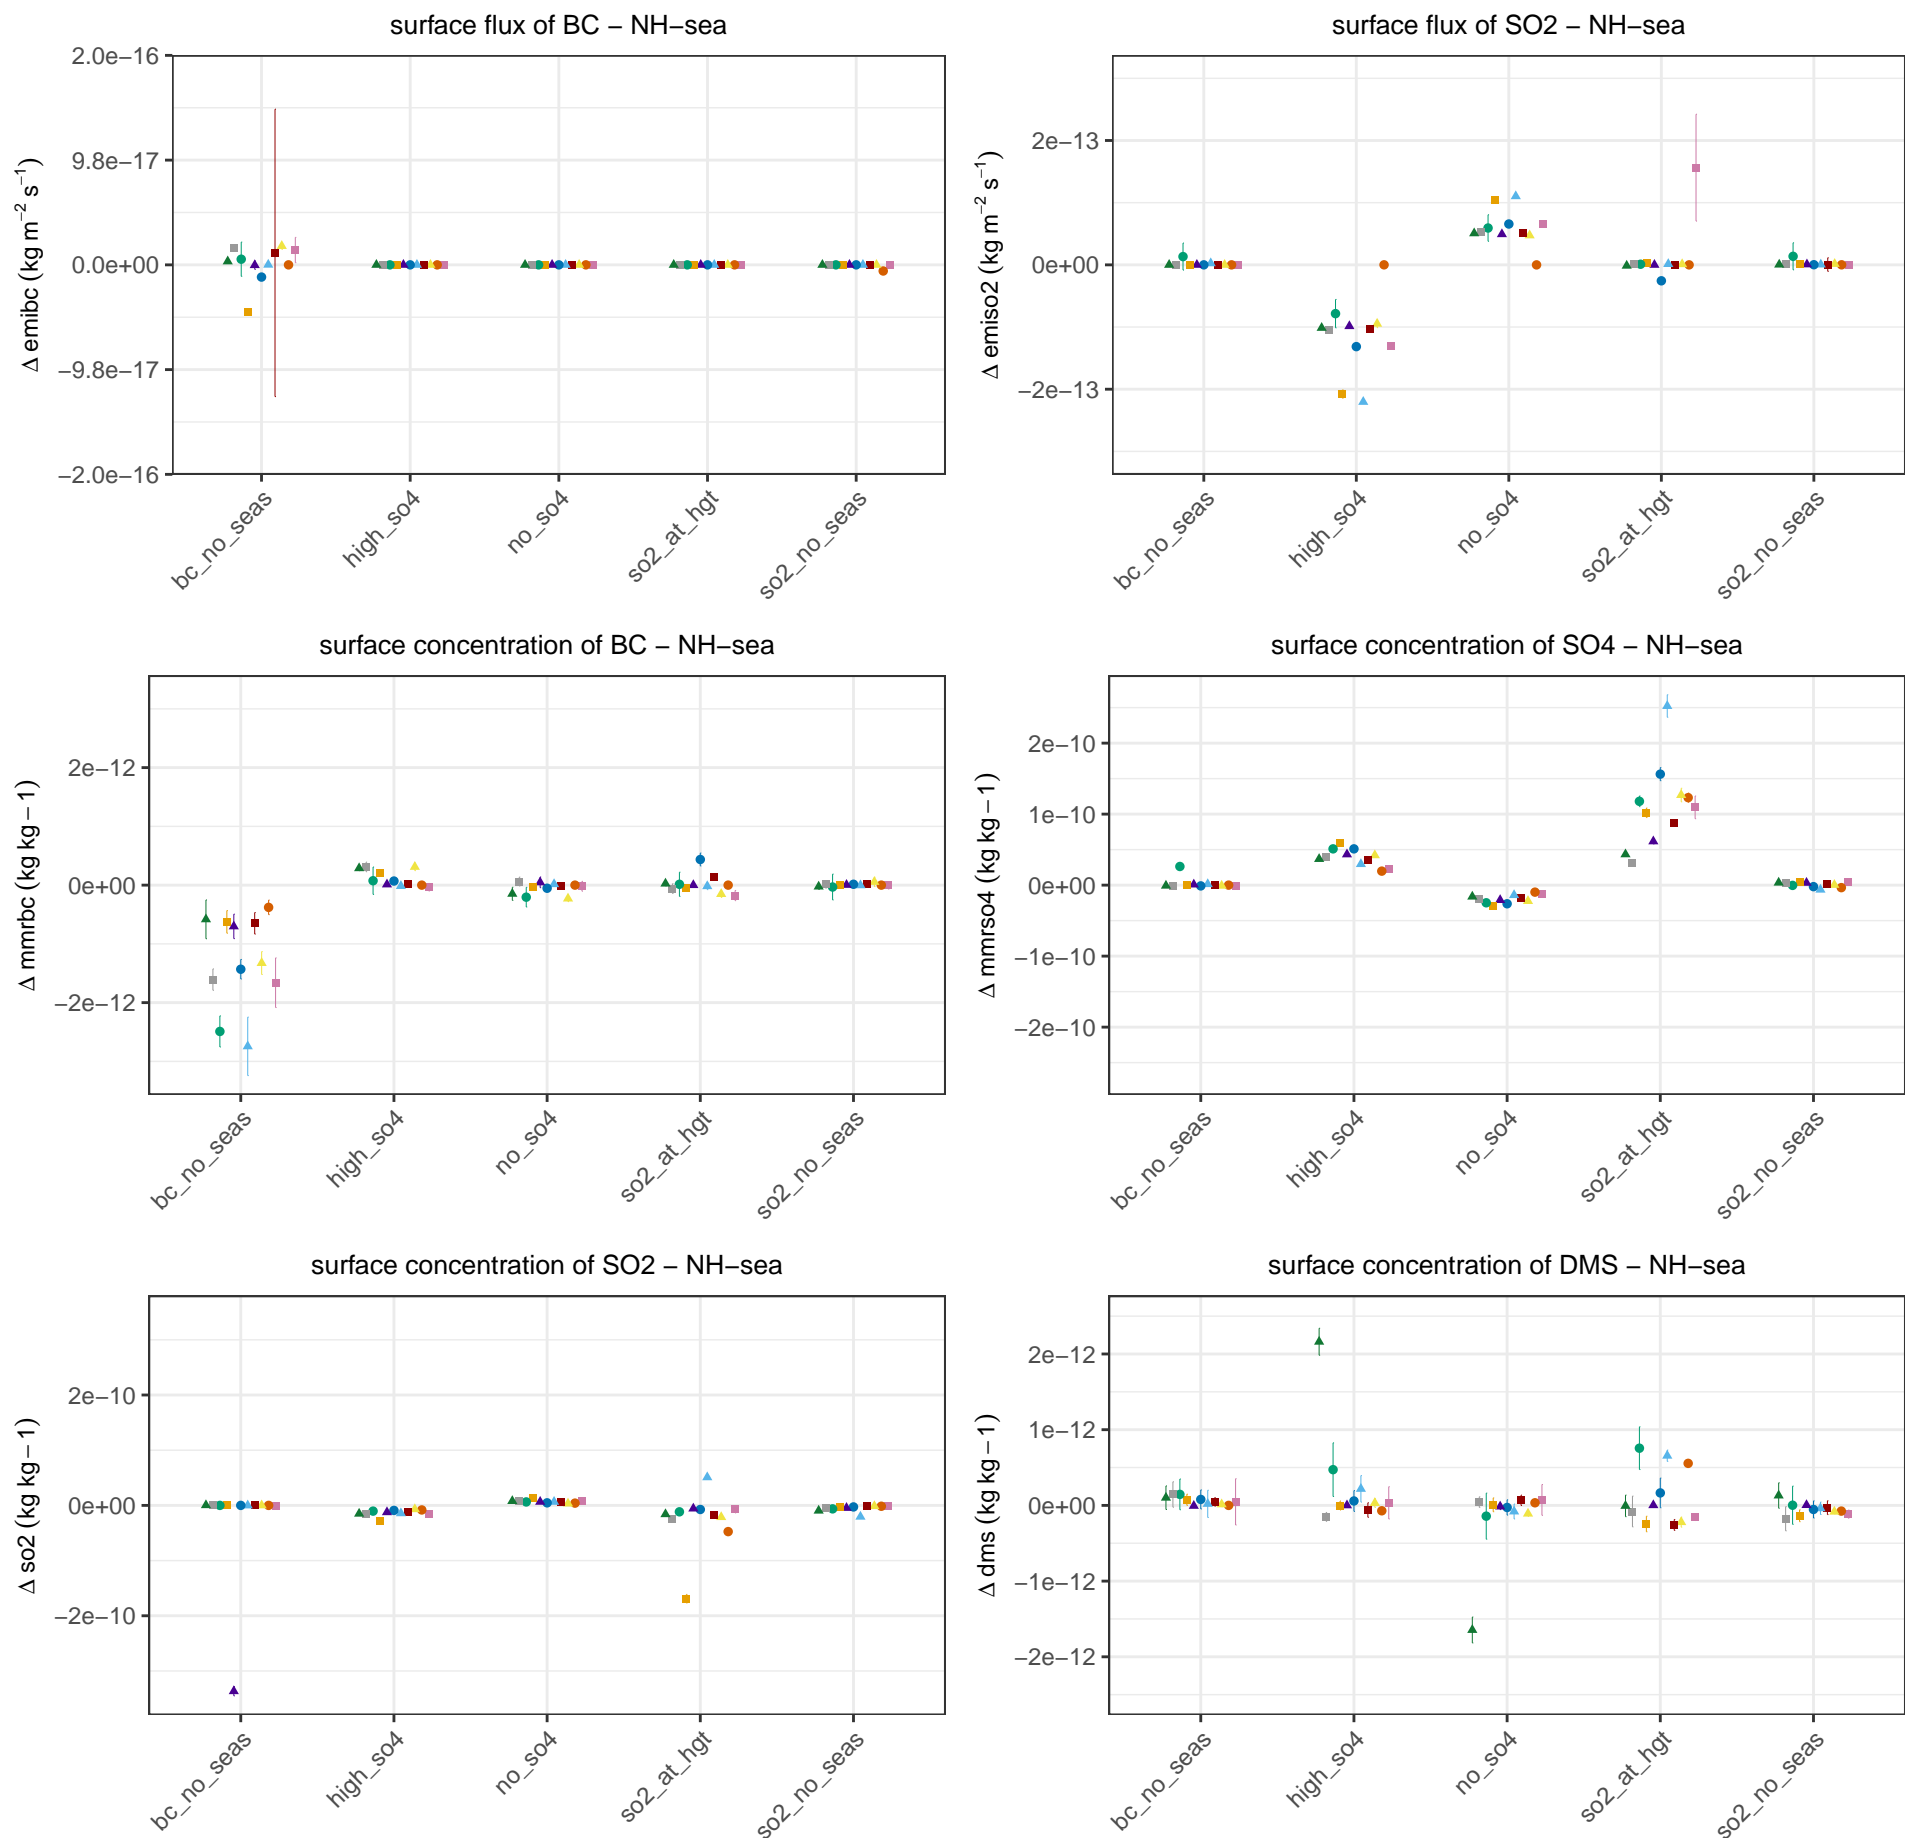 surface flux of BC − NH−sea
Δ emibc (kg m−2 s−1)
2.0e−16
9.8e−17
0.0e+00
−9.8e−17
−2.0e−16
bc_no_seas
high_so4
no_so4
so2_at_hgt
so2_no_seas
surface flux of SO2 − NH−sea
Δ emiso2 (kg m−2 s−1)
2e−13
0e+00
−2e−13
bc_no_seas
high_so4
no_so4
so2_at_hgt
so2_no_seas
surface concentration of BC − NH−sea
Δ mmrbc (kg kg − 1)
2e−12
0e+00
−2e−12
bc_no_seas
high_so4
no_so4
so2_at_hgt
so2_no_seas
surface concentration of SO4 − NH−sea
Δ mmrso4 (kg kg − 1)
2e−10
1e−10
0e+00
−1e−10
−2e−10
bc_no_seas
high_so4
no_so4
so2_at_hgt
so2_no_seas
surface concentration of SO2 − NH−sea
Δ so2 (kg kg − 1)
2e−10
0e+00
−2e−10
bc_no_seas
high_so4
no_so4
so2_at_hgt
so2_no_seas
surface concentration of DMS − NH−sea
Δ dms (kg kg − 1)
2e−12
1e−12
0e+00
−1e−12
−2e−12
bc_no_seas
high_so4
no_so4
so2_at_hgt
so2_no_seas